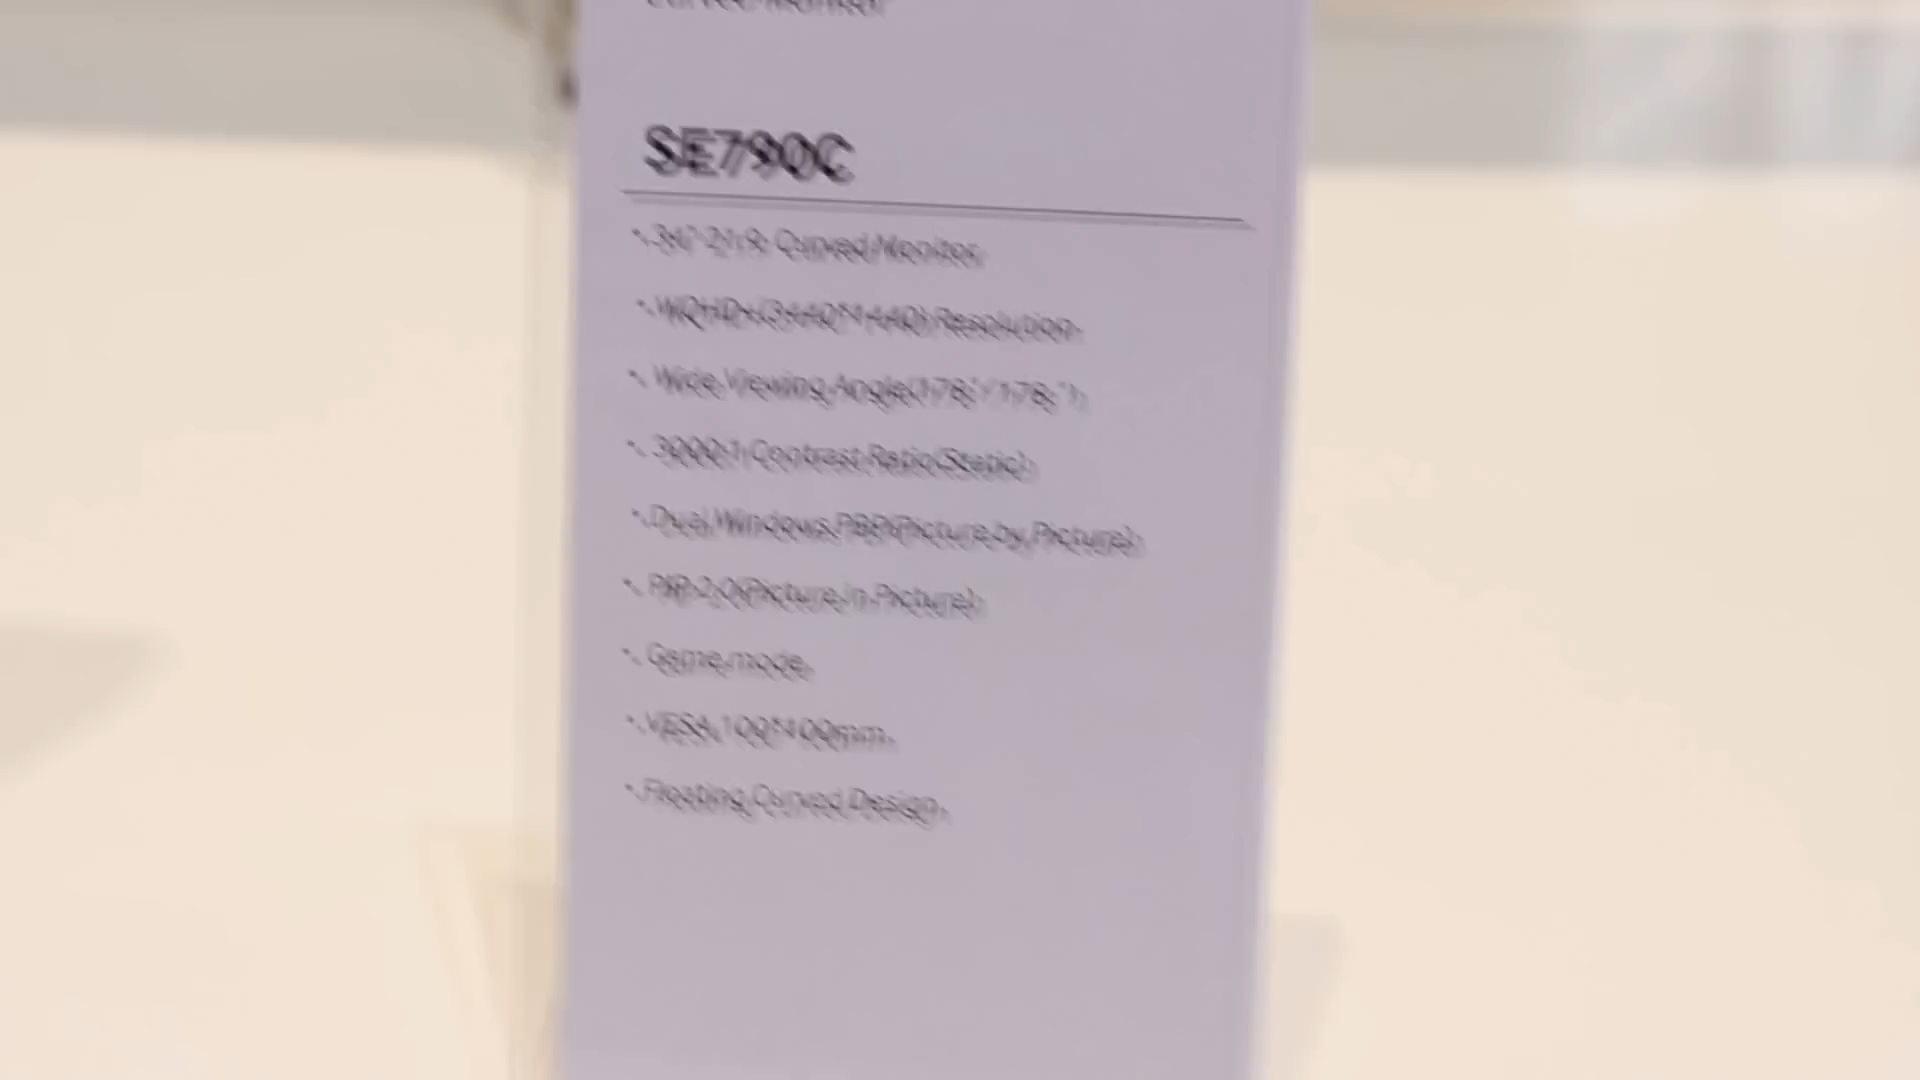 Curved Monitor
SE790C
• 34" 21:9 Curved Monitor
• WQHD+(3440*1440) Resolution
• Wide Viewing Angle(178˚/178˚)
• 3000:1 Contrast Ratio(Static)
• Dual Windows PBP(Picture by Picture)
• PIP 2.0(Picture in Picture)
• Game mode
• VESA 100*100mm
• Floating Curved Design